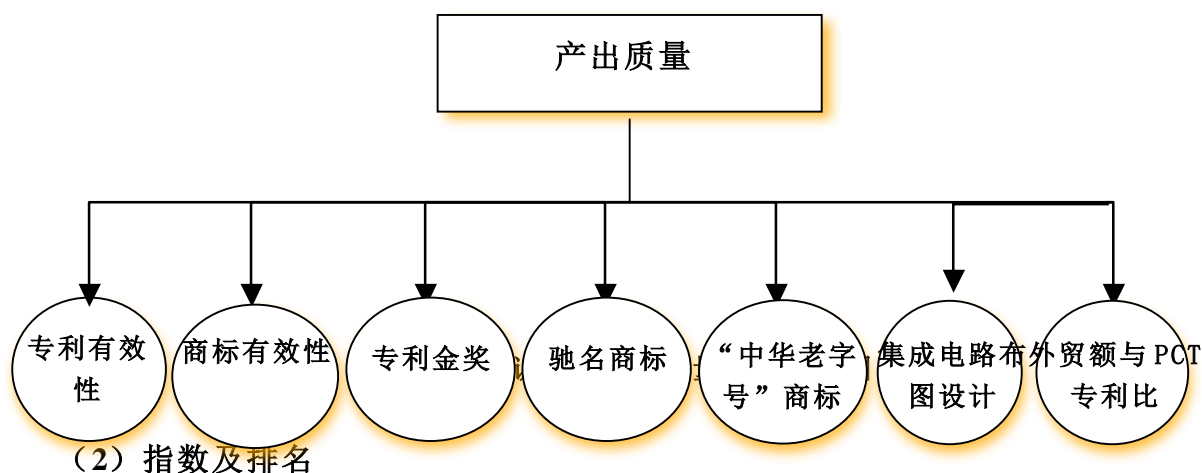 产出质量
专利有效
性
商标有效性
专利金奖
驰名商标
“中华老字
号”商标
集成电路布
图设计
外贸额与PCT
专利比
（2）指数及排名